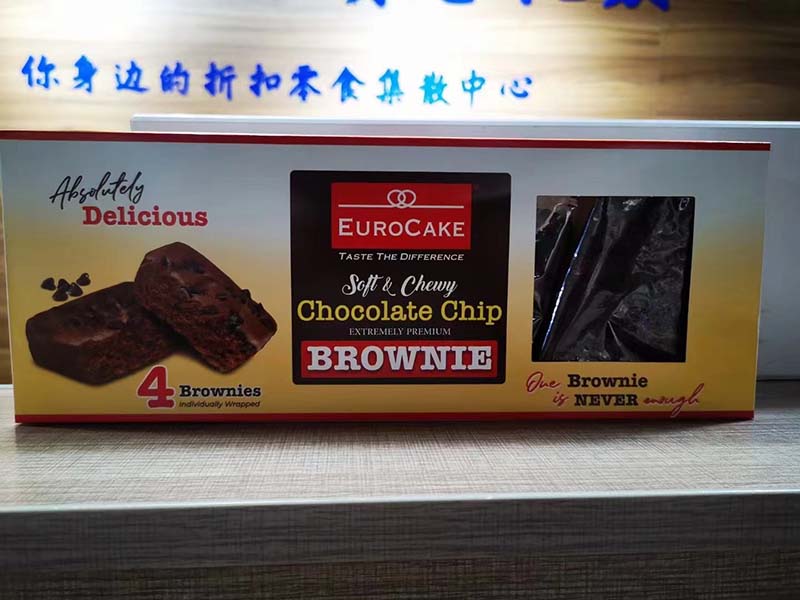 你身边的折扣零食集散中心
Absolutely
Delicious
EUROCAKE
TASTE THE DIFFERENCE
Soft & Chewy
Chocolate Chip
EXTREMELY PREMIUM
BROWNIE
4 Brownies
Individually Wrapped
One Brownie
is NEVER enough